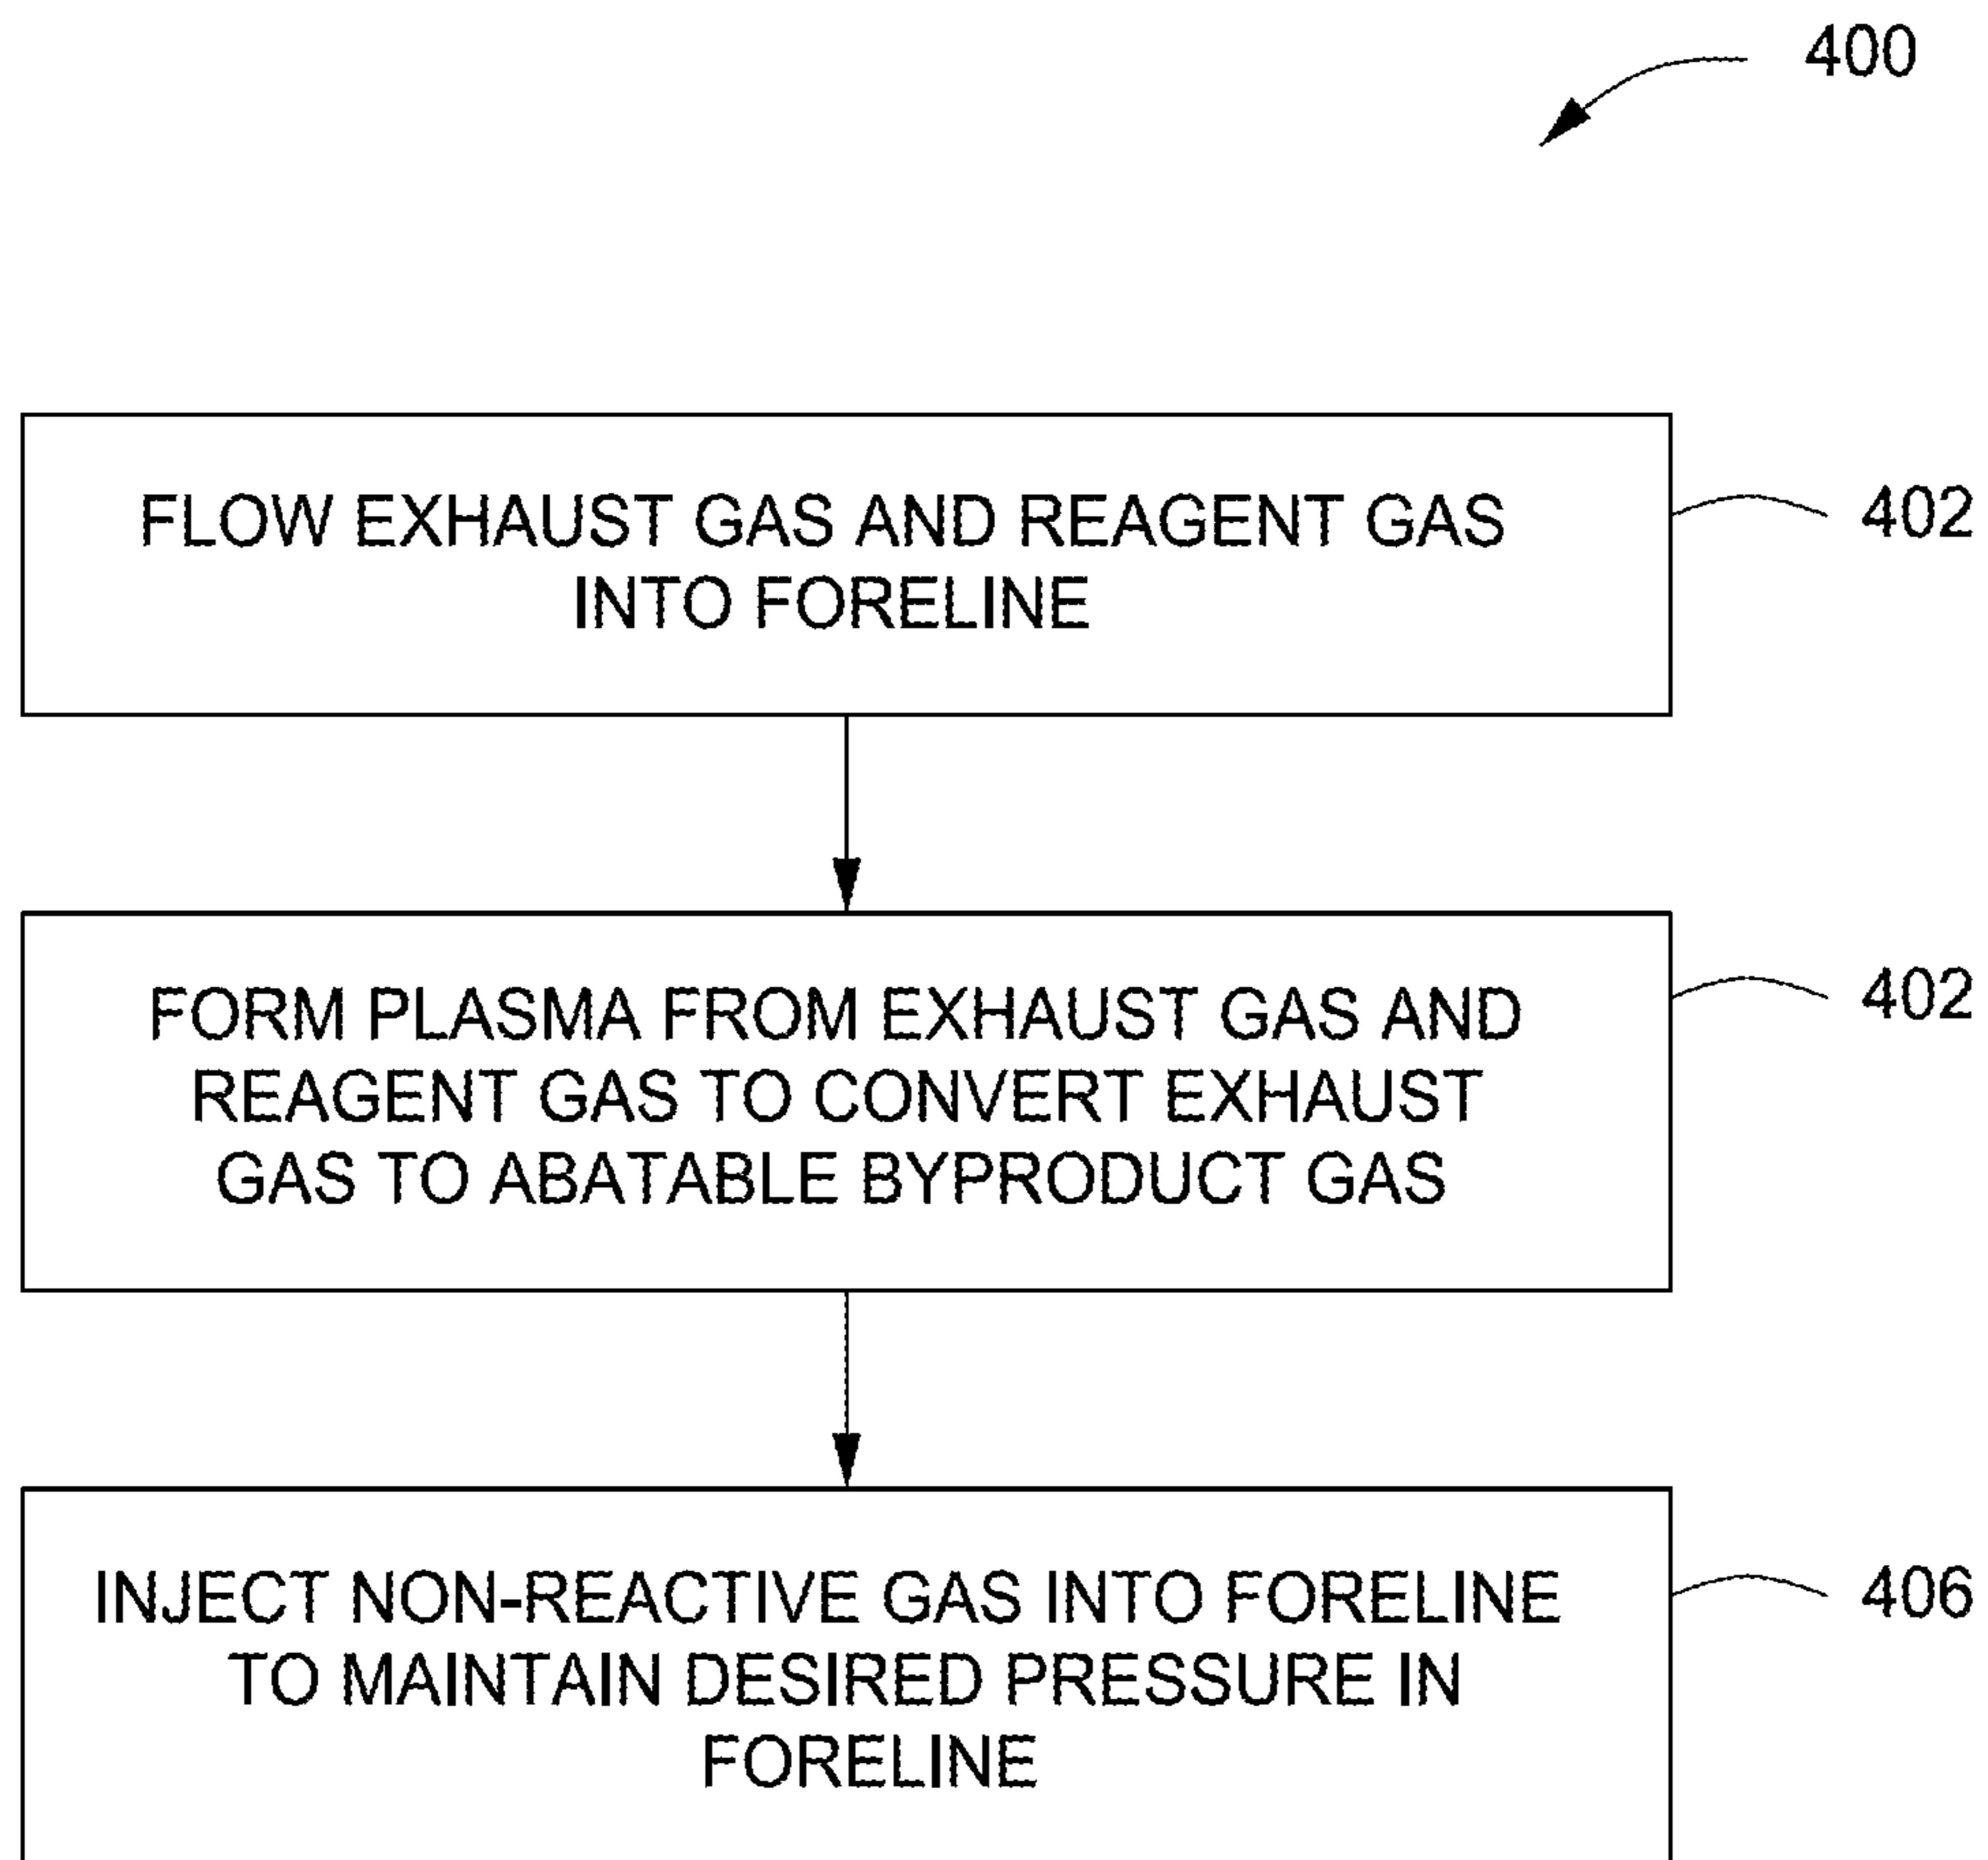 400
FLOW EXHAUST GAS AND REAGENT GAS
INTO FORELINE
402
FORM PLASMA FROM EXHAUST GAS AND
REAGENT GAS TO CONVERT EXHAUST
GAS TO ABATABLE BYPRODUCT GAS
402
INJECT NON-REACTIVE GAS INTO FORELINE
TO MAINTAIN DESIRED PRESSURE IN
FORELINE
406